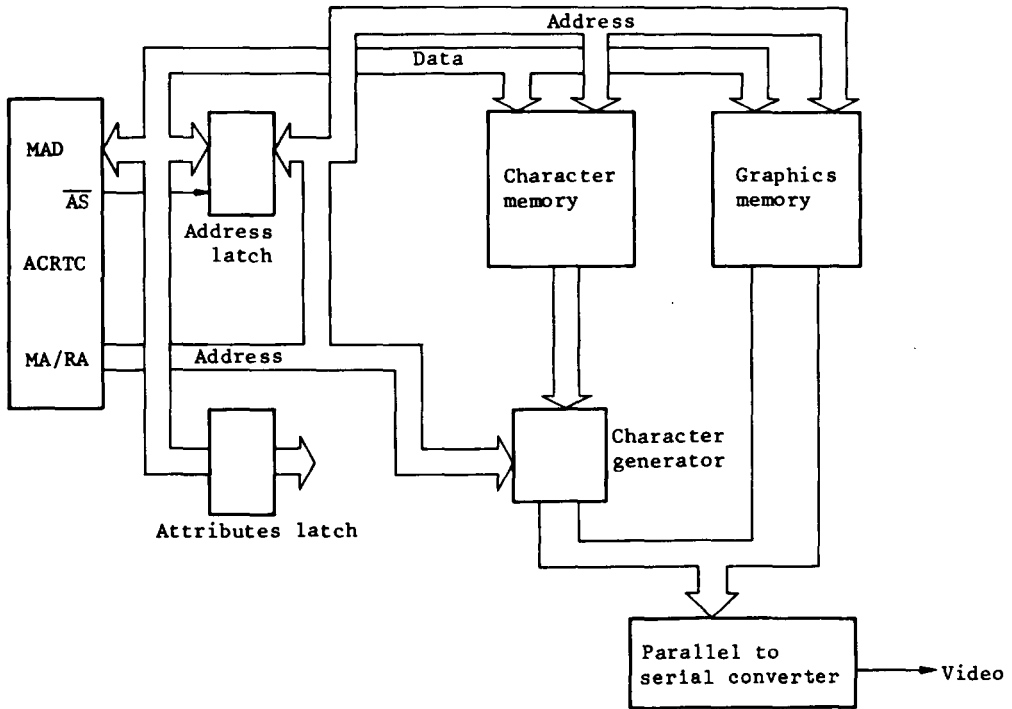 Address
Data
MAD
AS
Address
latch
ACRTC
MA/RA
Address
Attributes latch
Character
memory
Graphics
memory
Character
generator
Parallel to
serial converter
Video